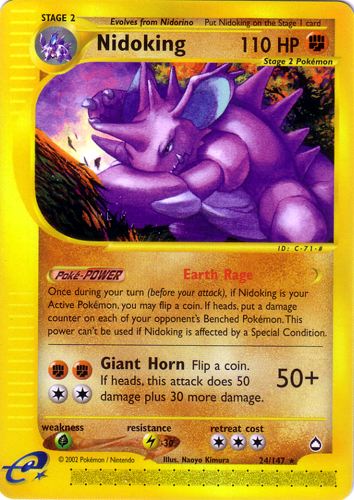 STAGE 2 Evolves from Nidorino Put Nidoking on the Stage 1 card
Nidoking 110 HP
Stage 2 Pokémon
ID: C-71-#
Poké-POWER Earth Rage
Once during your turn (before your attack), if Nidoking is your
Active Pokémon, you may flip a coin. If heads, put a damage
counter on each of your opponent's Benched Pokémon. This
power can't be used if Nidoking is affected by a Special Condition.
Giant Horn Flip a coin.
If heads, this attack does 50
damage plus 30 more damage.
50+
weakness resistance retreat cost
-30
© 2002 Pokémon / Nintendo Illus. Naoyo Kimura 24/147 ★
e